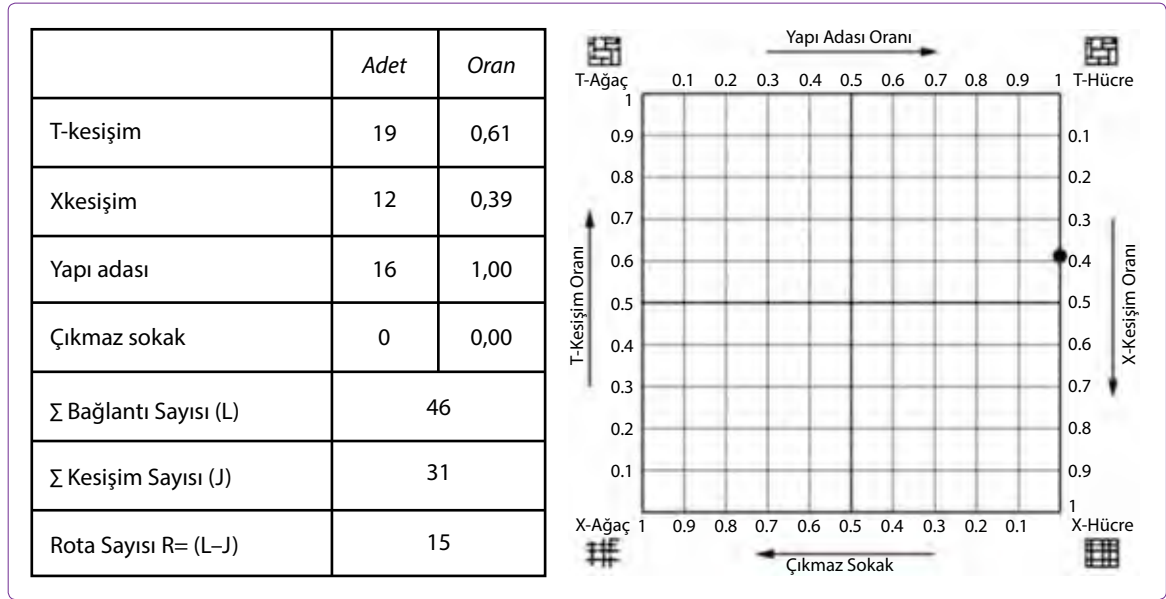 Adet Oran
T-kesişim 19 0,61
Xkesişim 12 0,39
Yapı adası 16 1,00
Çıkmaz sokak 0 0,00
∑ Bağlantı Sayısı (L) 46
∑ Kesişim Sayısı (J) 31
Rota Sayısı R= (L–J) 15
Yapı Adası Oranı
T-Ağaç 0.1 0.2 0.3 0.4 0.5 0.6 0.7 0.8 0.9 1 T-Hücre
1
0.9 0.1
0.8 0.2
0.7 0.3
0.6 0.4
0.5 0.5
0.4 0.6
0.3 0.7
0.2 0.8
0.1 0.9
1
T-Kesişim Oranı
X-Kesişim Oranı
X-Ağaç 1 0.9 0.8 0.7 0.6 0.5 0.4 0.3 0.2 0.1 X-Hücre
Çıkmaz Sokak